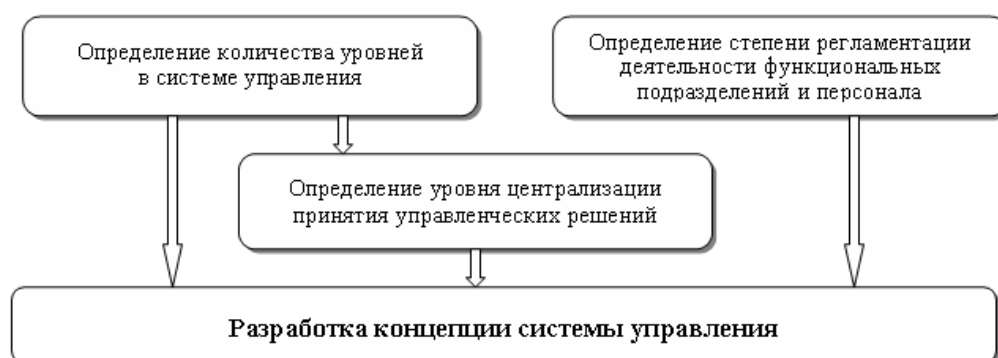 Определение количества уровней
в системе управления
Определение степени регламентации
деятельности функциональных
подразделений и персонала
Определение уровня централизации
принятия управленческих решений
Разработка концепции системы управления